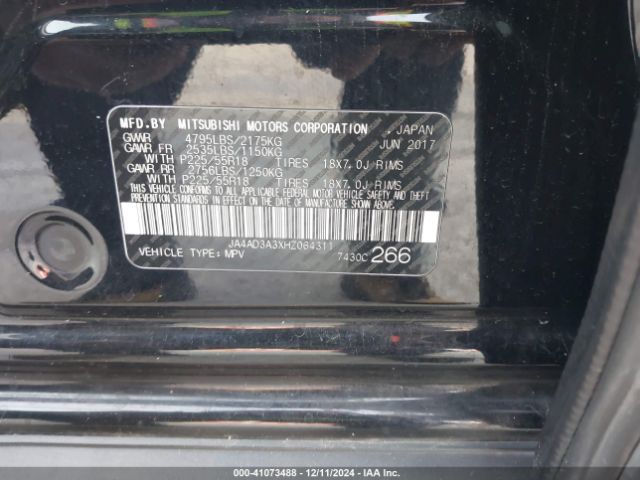 MFD.BY MITSUBISHI MOTORS CORPORATION , JAPAN
GVWR 4795LBS/2175KG JUN 2017
GAWR FR 2535LBS/1150KG
WITH P225/55R18 TIRES 18X7.0J RIMS
GAWR RR 2756LBS/1250KG
WITH P225/55R18 TIRES 18X7.0J RIMS
THIS VEHICLE CONFORMS TO ALL APPLICABLE FEDERAL MOTOR VEHICLE SAFETY AND THEFT
PREVENTION STANDARDS IN EFFECT ON THE DATE OF MANUFACTURE SHOWN ABOVE.
JA4AD3A3XHZ064311
VEHICLE TYPE: MPV 7430C 266
000-41073488 - 12/11/2024 - IAA Inc.